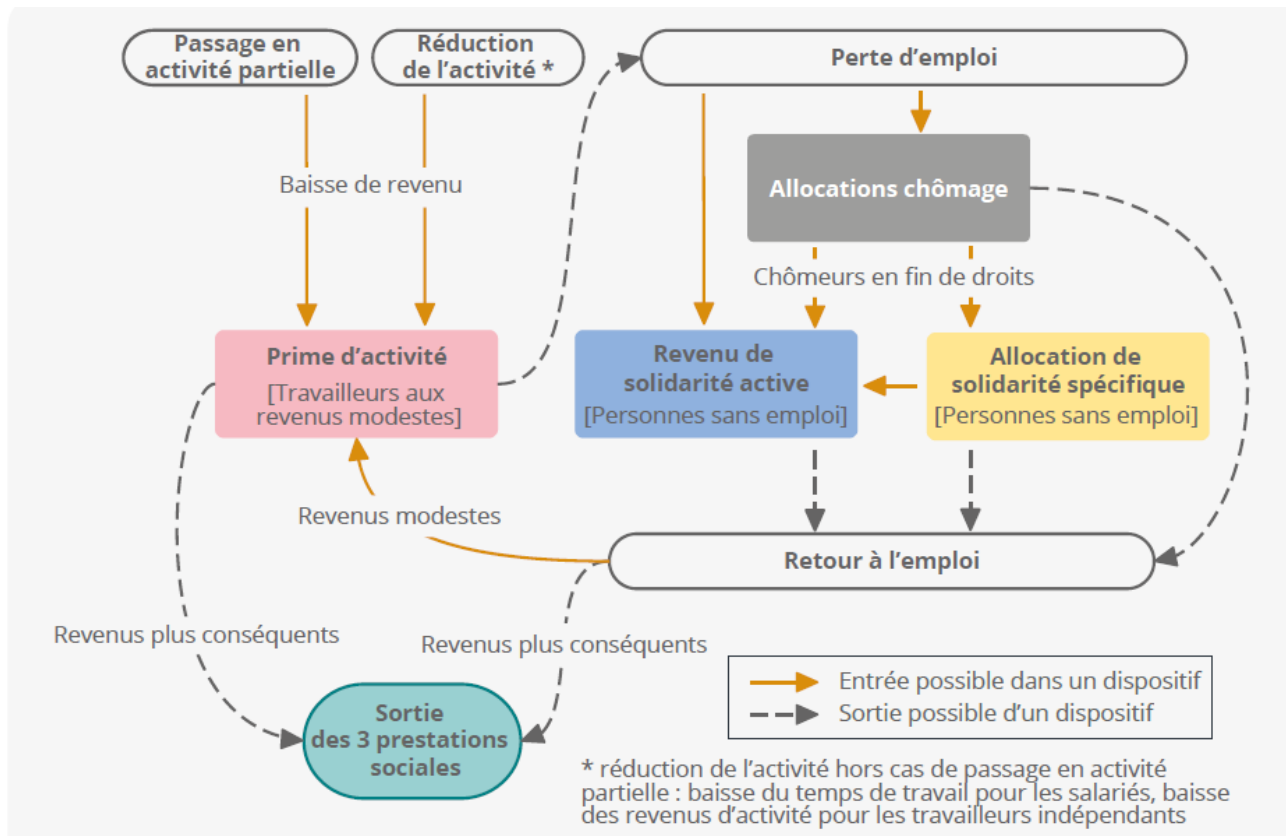 Passage en
activité partielle
Réduction
de l’activité *
Perte d’emploi
Baisse de revenu
Allocations chômage
Chômeurs en fin de droits
Prime d’activité
[Travailleurs aux
revenus modestes]
Revenu de
solidarité active
[Personnes sans emploi]
Allocation de
solidarité spécifique
[Personnes sans emploi]
Revenus modestes
Retour à l’emploi
Revenus plus conséquents
Revenus plus conséquents
Sortie
des 3 prestations
sociales
Entrée possible dans un dispositif
Sortie possible d’un dispositif
* réduction de l’activité hors cas de passage en activité
partielle : baisse du temps de travail pour les salariés, baisse
des revenus d’activité pour les travailleurs indépendants